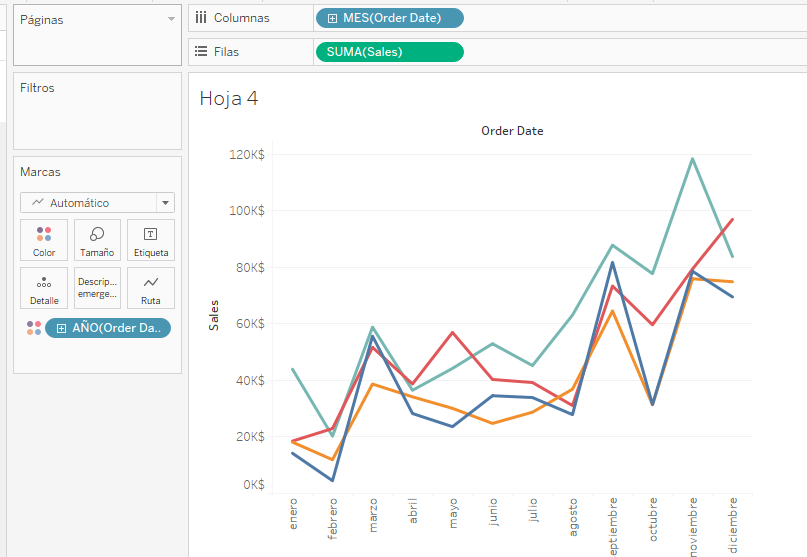 Páginas
Columnas
MES(Order Date)
Filas
SUMA(Sales)
Filtros
Hoja 4
Marcas
Automático
Color
Tamaño
Etiqueta
Detalle
Descrip...
emerge...
Ruta
AÑO(Order Da..
Order Date
120K$
100K$
80K$
60K$
40K$
20K$
0K$
Sales
enero
febrero
marzo
abril
mayo
junio
julio
agosto
eptiembre
octubre
noviembre
diciembre